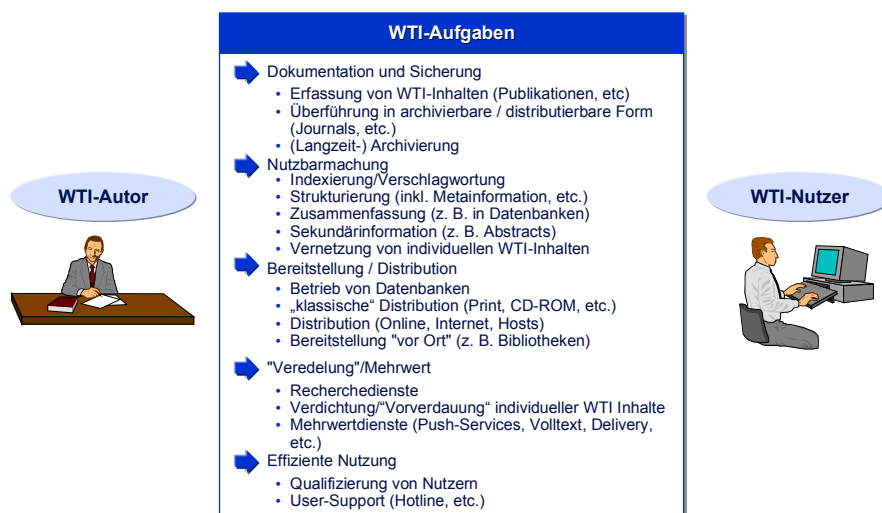 WTI-Aufgaben
Dokumentation und Sicherung
• Erfassung von WTI-Inhalten (Publikationen, etc)
• Überführung in archivierbare / distributierbare Form
(Journals, etc.)
• (Langzeit-) Archivierung
Nutzbarmachung
• Indexierung/Verschlagwortung
• Strukturierung (inkl. Metainformation, etc.)
• Zusammenfassung (z. B. in Datenbanken)
• Sekundärinformation (z. B. Abstracts)
• Vernetzung von individuellen WTI-Inhalten
Bereitstellung / Distribution
• Betrieb von Datenbanken
• „klassische“ Distribution (Print, CD-ROM, etc.)
• Distribution (Online, Internet, Hosts)
• Bereitstellung "vor Ort" (z. B. Bibliotheken)
"Veredelung"/Mehrwert
• Recherchedienste
• Verdichtung/“Vorverdauung“ individueller WTI Inhalte
• Mehrwertdienste (Push-Services, Volltext, Delivery,
etc.)
Effiziente Nutzung
• Qualifizierung von Nutzern
• User-Support (Hotline, etc.)
WTI-Autor
WTI-Nutzer